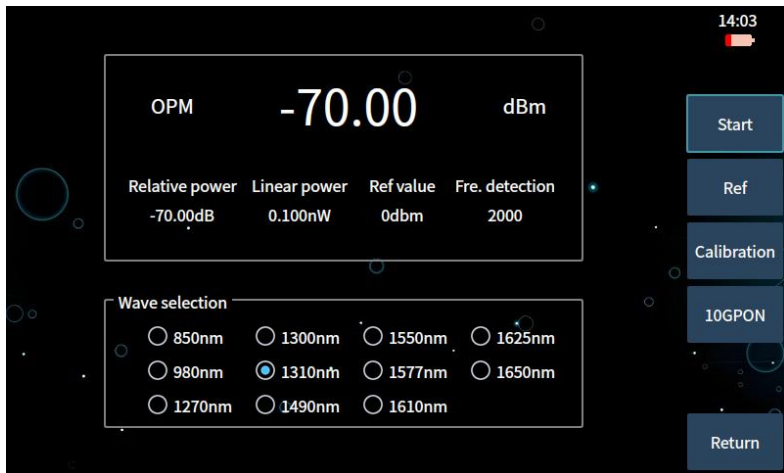 14:03
OPM -70.00 dBm
Relative power Linear power Ref value Fre. detection
-70.00dB 0.100nW 0dbm 2000
Wave selection
850nm 1300nm 1550nm 1625nm
980nm 1310nm 1577nm 1650nm
1270nm 1490nm 1610nm
Start
Ref
Calibration
10GPON
Return